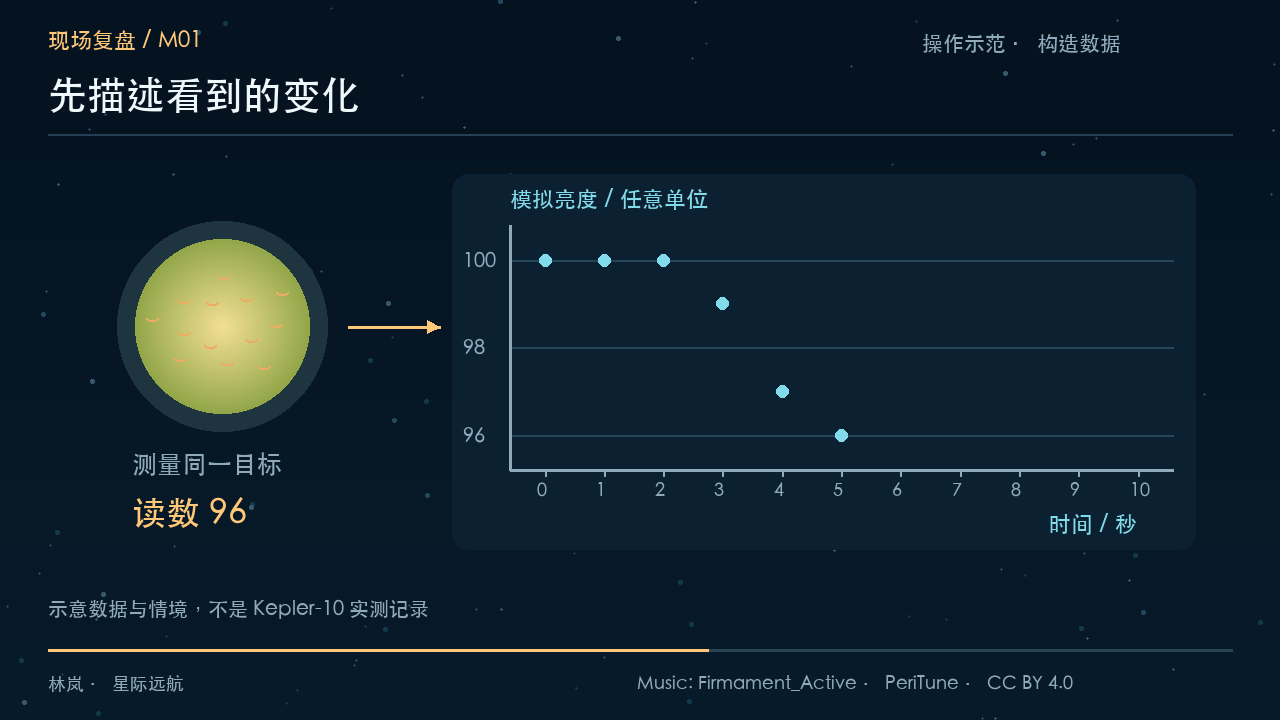 现场复盘 / M01
操作示范 · 构造数据
先描述看到的变化
模拟亮度 / 任意单位
100
98
96
0 1 2 3 4 5 6 7 8 9 10
时间 / 秒
测量同一目标
读数 96
示意数据与情境，不是 Kepler-10 实测记录
林岚 · 星际远航
Music: Firmament_Active · PeriTune · CC BY 4.0